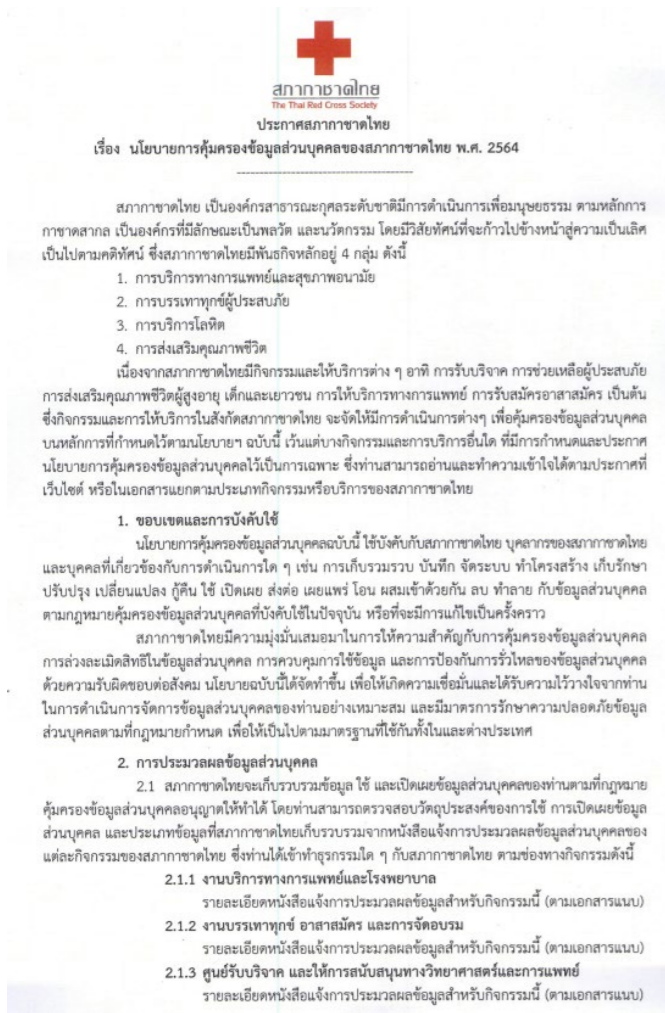 สภากาชาดไทย
The Thai Red Cross Society
ประกาศสภากาชาดไทย
เรื่อง นโยบายการคุ้มครองข้อมูลส่วนบุคคลของสภากาชาดไทย พ.ศ. 2564
สภากาชาดไทย เป็นองค์กรสาธารณะกุศลระดับชาติมีการดำเนินการเพื่อมนุษยธรรม ตามหลักการ
กาชาดสากล เป็นองค์กรที่มีลักษณะเป็นพลวัต และนวัตกรรม โดยมีวิสัยทัศน์ที่จะก้าวไปข้างหน้าสู่ความเป็นเลิศ
เป็นไปตามคติทัศน์ ซึ่งสภากาชาดไทยมีพันธกิจหลักอยู่ 4 กลุ่ม ดังนี้
1. การบริการทางการแพทย์และสุขภาพอนามัย
2. การบรรเทาทุกข์ผู้ประสบภัย
3. การบริการโลหิต
4. การส่งเสริมคุณภาพชีวิต
เนื่องจากสภากาชาดไทยมีกิจกรรมและให้บริการต่าง ๆ อาทิ การรับบริจาค การช่วยเหลือผู้ประสบภัย
การส่งเสริมคุณภาพชีวิตผู้สูงอายุ เด็กและเยาวชน การให้บริการทางการแพทย์ การรับสมัครอาสาสมัคร เป็นต้น
ซึ่งกิจกรรมและการให้บริการในสังกัดสภากาชาดไทย จะจัดให้มีการดำเนินการต่างๆ เพื่อคุ้มครองข้อมูลส่วนบุคคล
บนหลักการที่กำหนดไว้ตามนโยบายฯ ฉบับนี้ เว้นแต่บางกิจกรรมและการบริการอื่นใด ที่มีการกำหนดและประกาศ
นโยบายการคุ้มครองข้อมูลส่วนบุคคลไว้เป็นการเฉพาะ ซึ่งท่านสามารถอ่านและทำความเข้าใจได้ตามประกาศที่
เว็บไซต์ หรือในเอกสารแยกตามประเภทกิจกรรมหรือบริการของสภากาชาดไทย
1. ขอบเขตและการบังคับใช้
นโยบายการคุ้มครองข้อมูลส่วนบุคคลฉบับนี้ ใช้บังคับกับสภากาชาดไทย บุคลากรของสภากาชาดไทย
และบุคคลที่เกี่ยวข้องกับการดำเนินการใด ๆ เช่น การเก็บรวบรวม บันทึก จัดระบบ ทำโครงสร้าง เก็บรักษา
ปรับปรุง เปลี่ยนแปลง กู้คืน ใช้ เปิดเผย ส่งต่อ เผยแพร่ โอน ผสมเข้าด้วยกัน ลบ ทำลาย กับข้อมูลส่วนบุคคล
ตามกฎหมายคุ้มครองข้อมูลส่วนบุคคลที่บังคับใช้ในปัจจุบัน หรือที่จะมีการแก้ไขเป็นครั้งคราว
สภากาชาดไทยมีความมุ่งมั่นเสมอมาในการให้ความสำคัญกับการคุ้มครองข้อมูลส่วนบุคคล
การล่วงละเมิดสิทธิในข้อมูลส่วนบุคคล การควบคุมการใช้ข้อมูล และการป้องกันการรั่วไหลของข้อมูลส่วนบุคคล
ด้วยความรับผิดชอบต่อสังคม นโยบายฉบับนี้ได้จัดทำขึ้น เพื่อให้เกิดความเชื่อมั่นและได้รับความไว้วางใจจากท่าน
ในการดำเนินการจัดการข้อมูลส่วนบุคคลของท่านอย่างเหมาะสม และมีมาตรการรักษาความปลอดภัยข้อมูล
ส่วนบุคคลตามที่กฎหมายกำหนด เพื่อให้เป็นไปตามมาตรฐานที่ใช้กันทั้งในและต่างประเทศ
2. การประมวลผลข้อมูลส่วนบุคคล
2.1 สภากาชาดไทยจะเก็บรวบรวมข้อมูล ใช้ และเปิดเผยข้อมูลส่วนบุคคลของท่านตามที่กฎหมาย
คุ้มครองข้อมูลส่วนบุคคลอนุญาตให้ทำได้ โดยท่านสามารถตรวจสอบวัตถุประสงค์ของการใช้ การเปิดเผยข้อมูล
ส่วนบุคคล และประเภทข้อมูลที่สภากาชาดไทยเก็บรวบรวมจากหนังสือแจ้งการประมวลผลข้อมูลส่วนบุคคลของ
แต่ละกิจกรรมของสภากาชาดไทย ซึ่งท่านได้เข้าทำธุรกรรมใด ๆ กับสภากาชาดไทย ตามช่องทางกิจกรรมดังนี้
2.1.1 งานบริการทางการแพทย์และโรงพยาบาล
รายละเอียดหนังสือแจ้งการประมวลผลข้อมูลสำหรับกิจกรรมนี้ (ตามเอกสารแนบ)
2.1.2 งานบรรเทาทุกข์ อาสาสมัคร และการจัดอบรม
รายละเอียดหนังสือแจ้งการประมวลผลข้อมูลสำหรับกิจกรรมนี้ (ตามเอกสารแนบ)
2.1.3 ศูนย์รับบริจาค และให้การสนับสนุนทางวิทยาศาสตร์และการแพทย์
รายละเอียดหนังสือแจ้งการประมวลผลข้อมูลสำหรับกิจกรรมนี้ (ตามเอกสารแนบ)